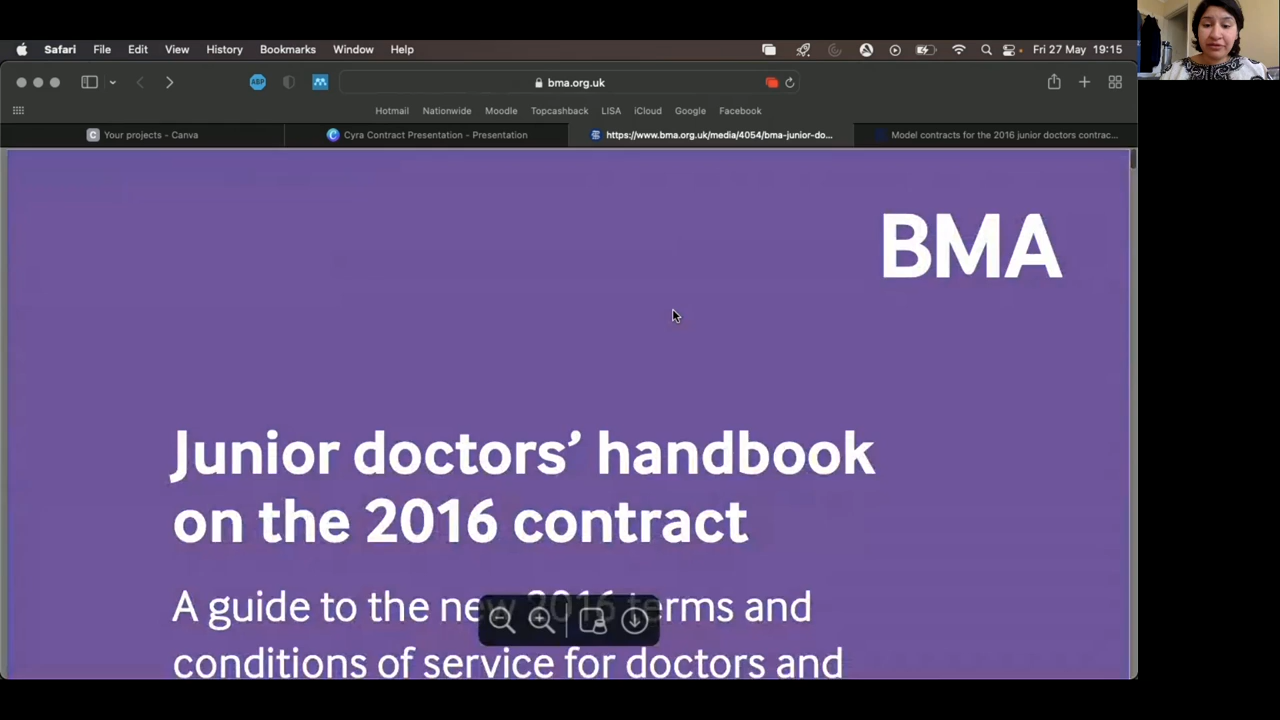 Safari File Edit View History Bookmarks Window Help Fri 27 May 19:15
ABP bma.org.uk
Hotmail Nationwide Moodle Topcashback LISA iCloud Google Facebook
C Your projects - Canva C Cyra Contract Presentation - Presentation https://www.bma.org.uk/media/4054/bma-junior-do... Model contracts for the 2016 junior doctors contrac...
BMA
Junior doctors' handbook
on the 2016 contract
A guide to the new 2016 terms and
conditions of service for doctors and